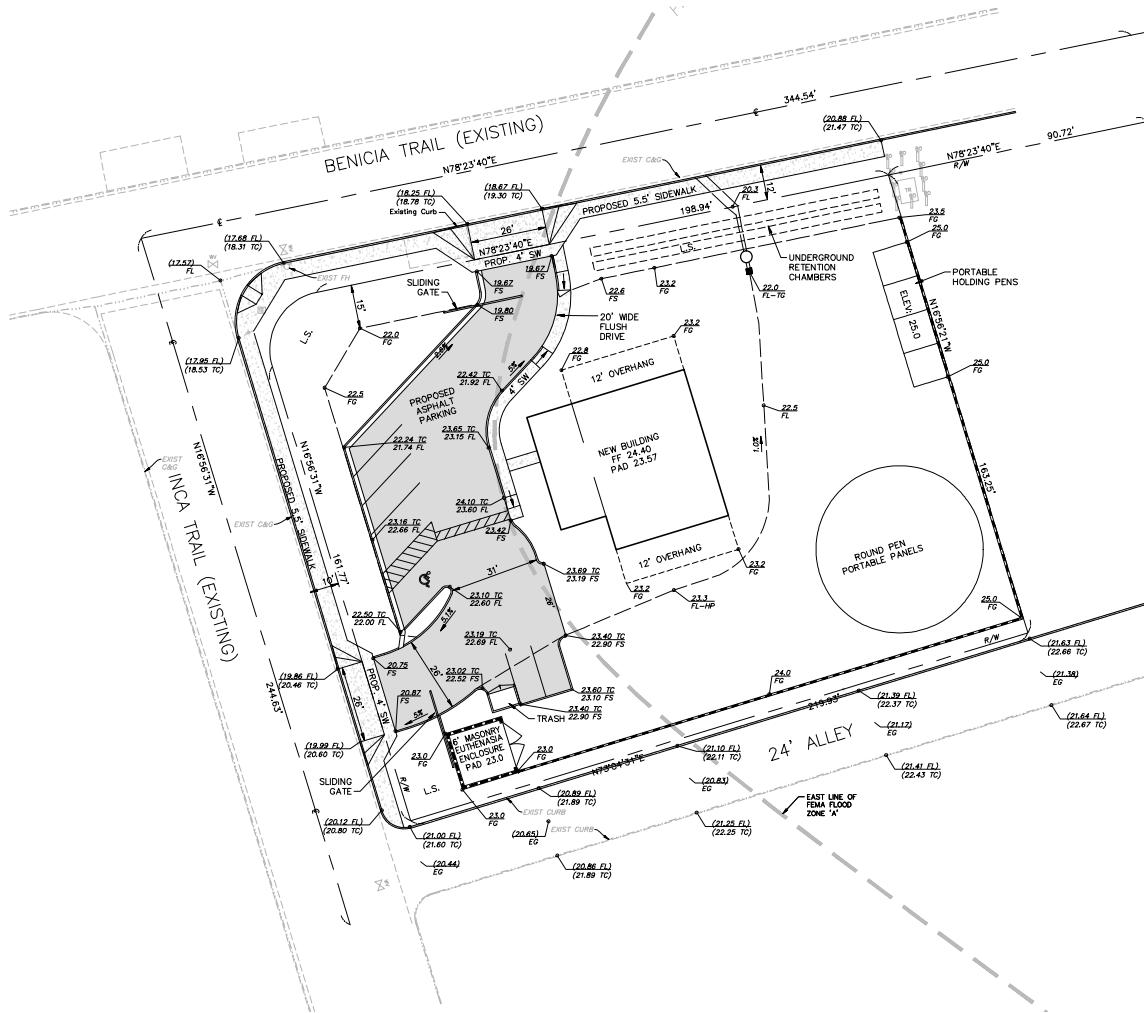 344.54'
BENICIA TRAIL (EXISTING)
N78°23'40"E
(20.88 FL)
(21.47 TC)
90.72'
N78°23'40"E
R/W
EXIST C&G
12'
(18.25 FL)
(18.78 TC)
Existing Curb
(18.67 FL)
(19.30 TC)
PROPOSED 5.5' SIDEWALK
198.94'
20.3
FL
26'
N78°23'40"E
PROP. 4' SW
L.S.
23.5
FG
25.0
FG
(17.68 FL)
(18.31 TC)
(17.57)
FL
WV
EXIST FH
SLIDING
GATE
19.67
FS
19.67
FS
19.80
FS
22.6
FS
23.2
FG
22.0
FL-TG
UNDERGROUND
RETENTION
CHAMBERS
TR
PORTABLE
HOLDING PENS
ELEV: 25.0
N16°56'21"W
15'
L.S.
22.0
FG
20' WIDE
FLUSH
DRIVE
23.2
FG
(17.95 FL)
(18.53 TC)
22.5
FG
5%
22.8
FG
12' OVERHANG
4' SW
25.0
FG
22.42 TC
21.92 FL
PROPOSED
ASPHALT
PARKING
22.5
FL
22.24 TC
21.74 FL
23.65 TC
23.15 FL
NEW BUILDING
FF 24.40
PAD 23.57
1.0%
EXIST
C&G
N16°56'31"W
N16°56'31"W
INCA TRAIL (EXISTING)
PROPOSED 5.5' SIDEWALK
EXIST C&G
163.25'
24.10 TC
23.60 FL
23.16 TC
22.66 FL
23.42
FS
ROUND PEN
PORTABLE PANELS
12' OVERHANG
23.2
FG
161.77'
10'
31'
23.69 TC
23.19 FS
23.2
FG
23.3
FL-HP
23.10 TC
22.60 FL
26'
25.0
FG
22.50 TC
22.00 FL
5.1%
23.19 TC
22.69 FL
23.40 TC
22.90 FS
R/W
(21.63 FL)
(22.66 TC)
(19.86 FL)
(20.46 TC)
20.75
FS
26'
23.02 TC
22.52 FS
(21.38)
EG
244.63'
26'
PROP. 4' SW
20.87
FS
5%
23.60 TC
23.10 FS
23.40 TC
22.90 FS
24.0
FG
219.93'
(21.39 FL)
(22.37 TC)
(21.64 FL)
(22.67 TC)
TRASH
(21.17)
EG
24' ALLEY
(19.99 FL)
(20.60 TC)
6' MASONRY
EUTHENASIA
ENCLOSURE
PAD 23.0
23.0
FG
23.0
FG
(21.10 FL)
(22.11 TC)
(21.41 FL)
(22.43 TC)
N73°04'31"E
SLIDING
GATE
R/W
L.S.
(20.83)
EG
(20.89 FL)
(21.89 TC)
EAST LINE OF
FEMA FLOOD
ZONE 'A'
(20.12 FL)
(20.80 TC)
23.0
FG
EXIST CURB
(21.00 FL)
(21.60 TC)
(20.65)
EG
EXIST CURB
(21.25 FL)
(22.25 TC)
(20.44)
EG
(20.86 FL)
(21.89 TC)